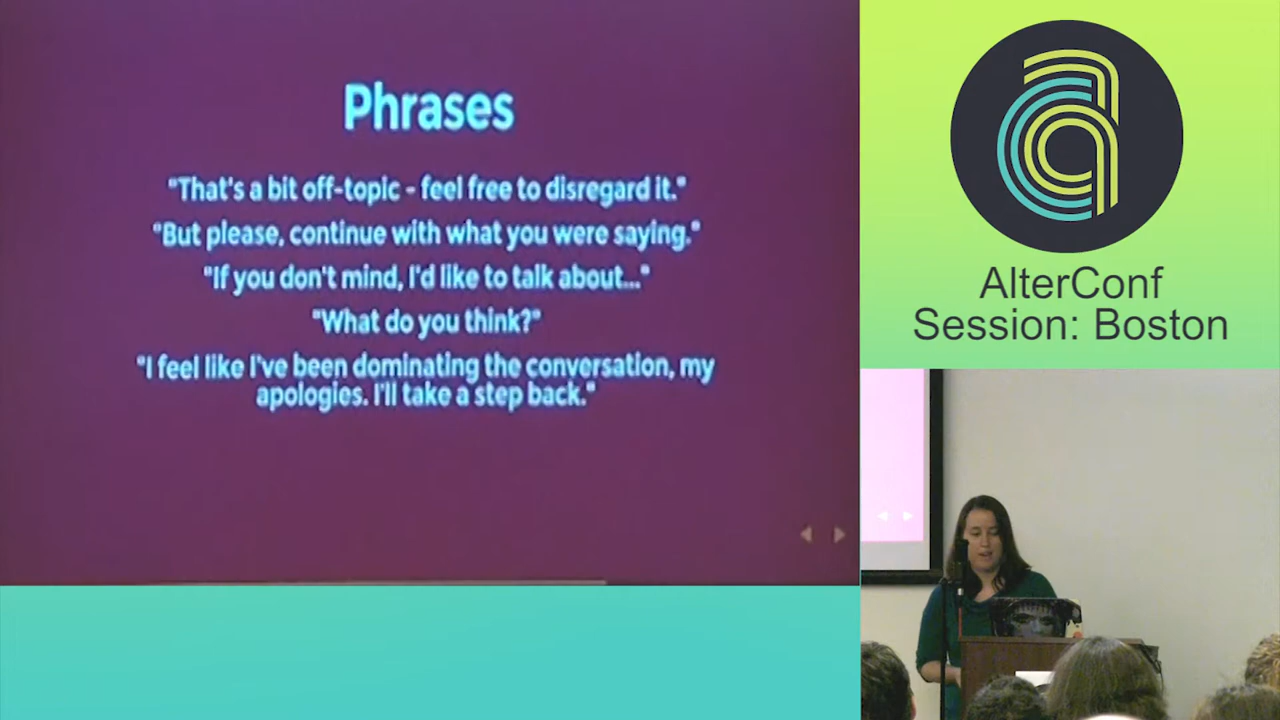 Phrases
"That's a bit off-topic - feel free to disregard it."
"But please, continue with what you were saying."
"If you don't mind, I'd like to talk about..."
"What do you think?"
"I feel like I've been dominating the conversation, my
apologies. I'll take a step back."
AlterConf
Session: Boston